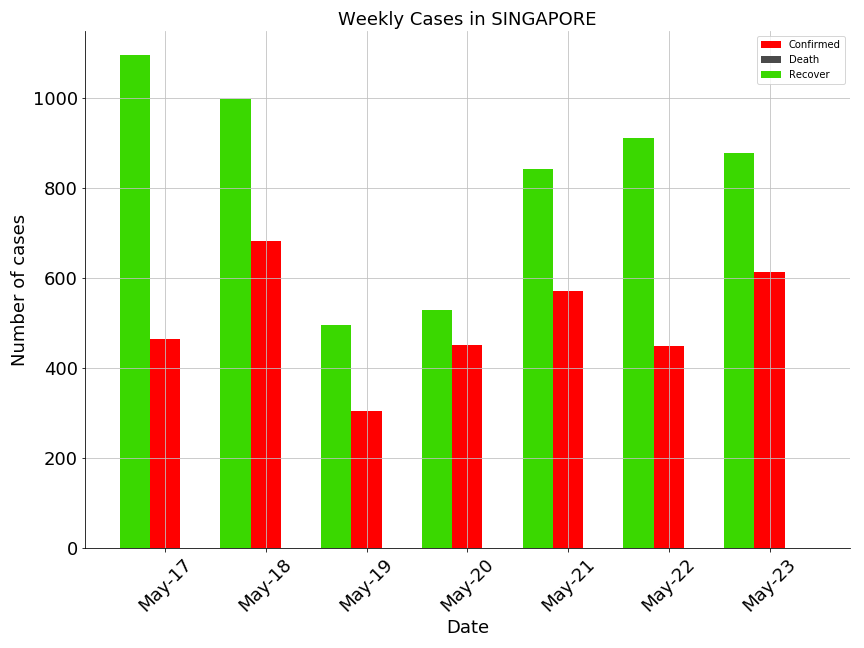 Weekly Cases in SINGAPORE
Confirmed
Death
Recover
Number of cases
1000
800
600
400
200
0
May-17
May-18
May-19
May-20
May-21
May-22
May-23
Date